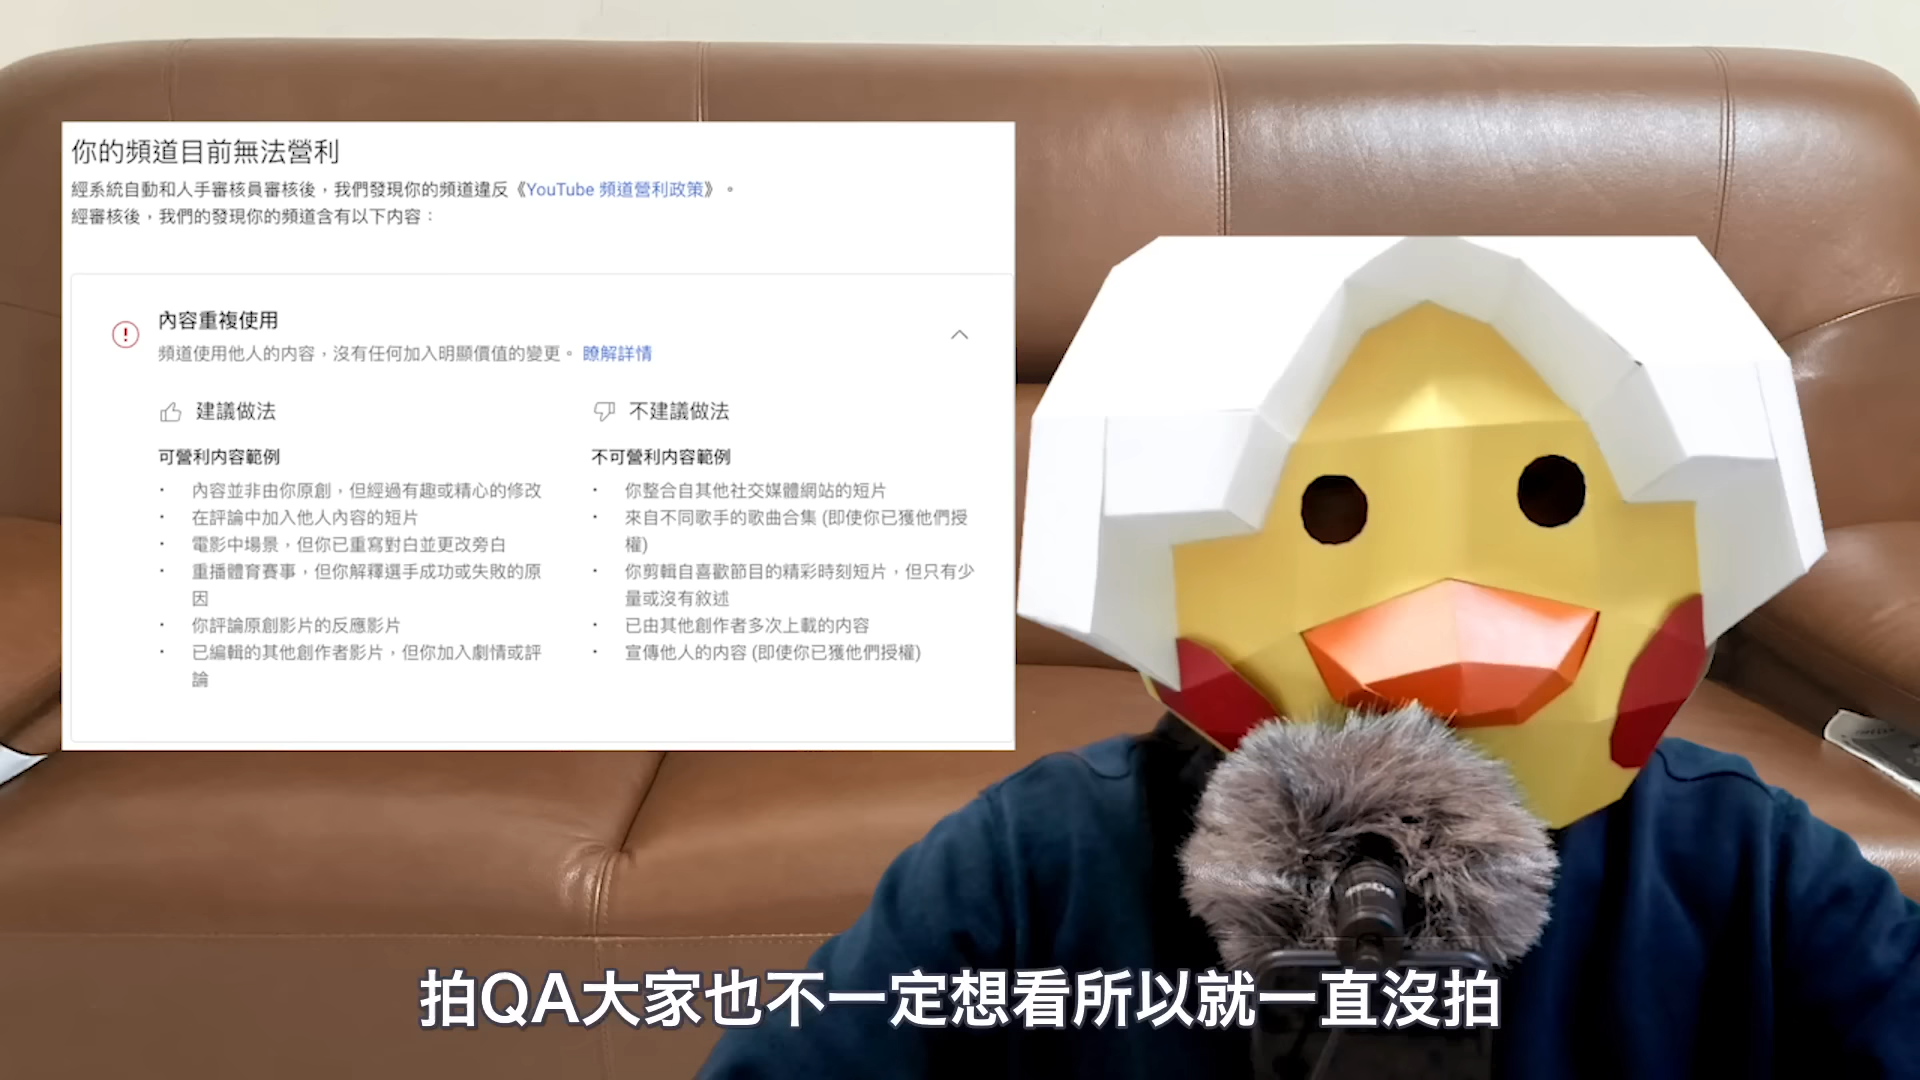 你的頻道目前無法營利
經系統自動和人手審核員審核後，我們發現你的頻道違反《YouTube 頻道營利政策》。
經審核後，我們的發現你的頻道含有以下內容：
內容重複使用
頻道使用他人的內容，沒有任何加入明顯價值的變更。 瞭解詳情
建議做法
可營利內容範例
· 內容並非由你原創，但經過有趣或精心的修改
· 在評論中加入他人內容的短片
· 電影中場景，但你已重寫對白並更改旁白
· 重播體育賽事，但你解釋選手成功或失敗的原
因
· 你評論原創影片的反應影片
· 已編輯的其他創作者影片，但你加入劇情或評
論
不建議做法
不可營利內容範例
· 你整合自其他社交媒體網站的短片
· 來自不同歌手的歌曲合集 (即使你已獲他們授
權)
· 你剪輯自喜歡節目的精彩時刻短片，但只有少
量或沒有敘述
· 已由其他創作者多次上載的內容
· 宣傳他人的內容 (即使你已獲他們授權)
拍QA大家也不一定想看所以就一直沒拍